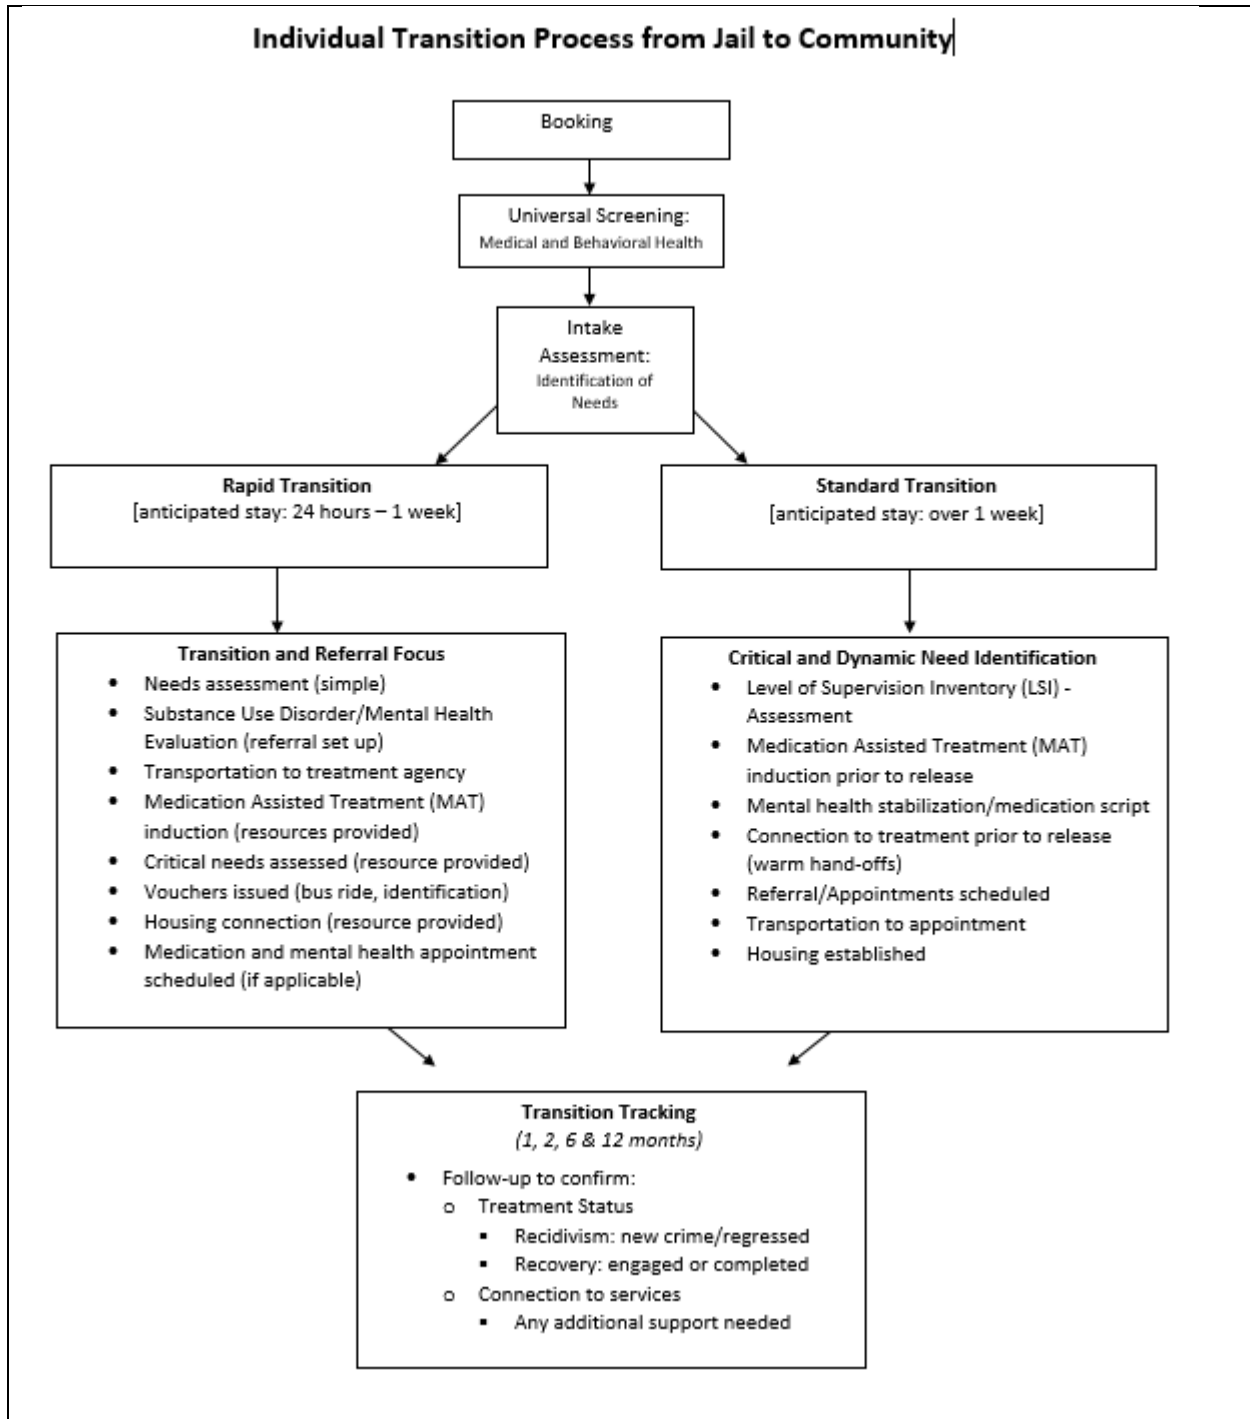 Individual Transition Process from Jail to Community
Booking
Universal Screening:
Medical and Behavioral Health
Intake
Assessment:
Identification of
Needs
Rapid Transition
[anticipated stay: 24 hours – 1 week]
Standard Transition
[anticipated stay: over 1 week]
Transition and Referral Focus
• Needs assessment (simple)
• Substance Use Disorder/Mental Health
Evaluation (referral set up)
• Transportation to treatment agency
• Medication Assisted Treatment (MAT)
induction (resources provided)
• Critical needs assessed (resource provided)
• Vouchers issued (bus ride, identification)
• Housing connection (resource provided)
• Medication and mental health appointment
scheduled (if applicable)
Critical and Dynamic Need Identification
• Level of Supervision Inventory (LSI) -
Assessment
• Medication Assisted Treatment (MAT)
induction prior to release
• Mental health stabilization/medication script
• Connection to treatment prior to release
(warm hand-offs)
• Referral/Appointments scheduled
• Transportation to appointment
• Housing established
Transition Tracking
(1, 2, 6 & 12 months)
• Follow-up to confirm:
o Treatment Status
▪ Recidivism: new crime/regressed
▪ Recovery: engaged or completed
o Connection to services
▪ Any additional support needed